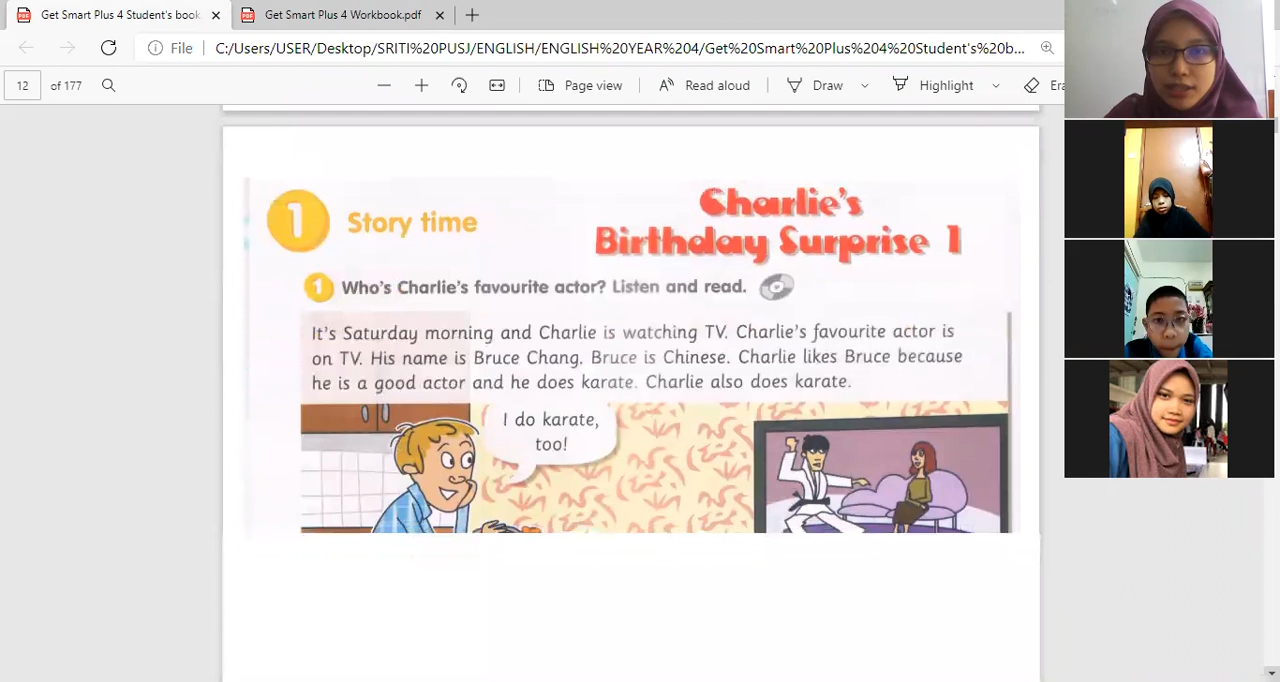 Get Smart Plus 4 Student's book
Get Smart Plus 4 Workbook.pdf
File
C:/Users/USER/Desktop/SRITI%20PUSJ/ENGLISH/ENGLISH%20YEAR%204/Get%20Smart%20Plus%204%20Student's%20b...
12 of 177
Page view
Read aloud
Draw
Highlight
Era
1 Story time
Charlie's
Birthday Surprise 1
1 Who's Charlie's favourite actor? Listen and read.
It's Saturday morning and Charlie is watching TV. Charlie's favourite actor is
on TV. His name is Bruce Chang. Bruce is Chinese. Charlie likes Bruce because
he is a good actor and he does karate. Charlie also does karate.
I do karate,
too!